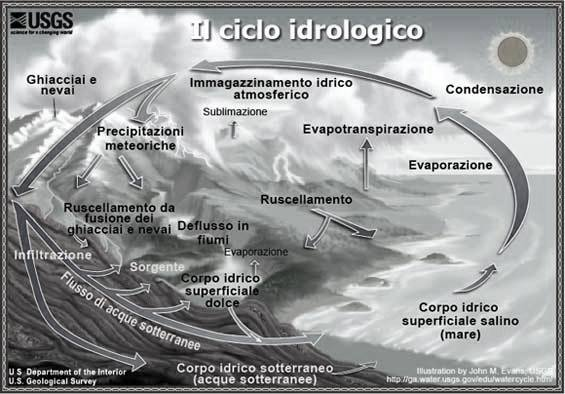 USGS
science for a changing world
Il ciclo idrologico
Ghiacciai e
nevai
Immagazzinamento idrico
atmosferico
Condensazione
Sublimazione
Precipitazioni
meteoriche
Evapotraspirazione
Evaporazione
Ruscellamento da
fusione dei
ghiacciai e nevai
Ruscellamento
Deflusso in
fiumi
Infiltrazione
Sorgente
Evaporazione
Flusso di acque sotterranee
Corpo idrico
superficiale
dolce
Corpo idrico
superficiale salino
(mare)
Corpo idrico sotterraneo
(acque sotterranee)
U S Department of the Interior
U.S. Geological Survey
Illustration by John M. Evans, USGS
http://ga.water.usgs.gov/edu/watercycle.html